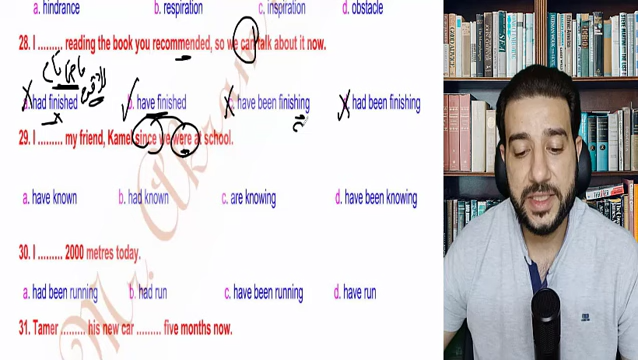 a. hindrance b. respiration c. inspiration d. obstacle
28. I ......... reading the book you recommended, so we can talk about it now.
a. had finished b. have finished c. have been finishing d. had been finishing
29. I ......... my friend, Kame since we were at school.
a. have known b. had known c. are knowing d. have been knowing
30. I ......... 2000 metres today.
a. had been running b. had run c. have been running d. have run
31. Tamer ......... his new car ......... five months now.